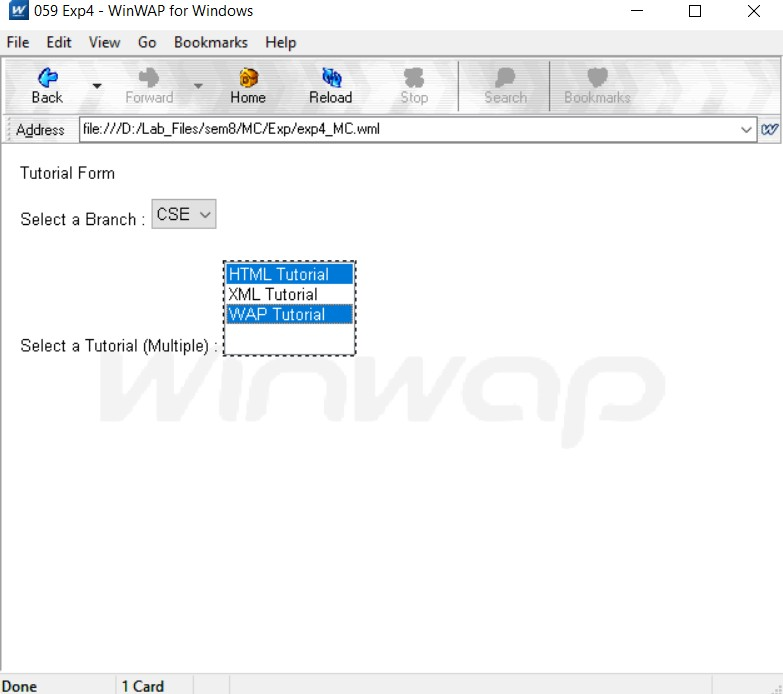 059 Exp4 - WinWAP for Windows
File Edit View Go Bookmarks Help
Back Forward Home Reload Stop Search Bookmarks
Address file:///D:/Lab_Files/sem8/MC/Exp/exp4_MC.wml
Tutorial Form
Select a Branch : CSE
HTML Tutorial
XML Tutorial
WAP Tutorial
Select a Tutorial (Multiple) :
winwap
Done 1 Card